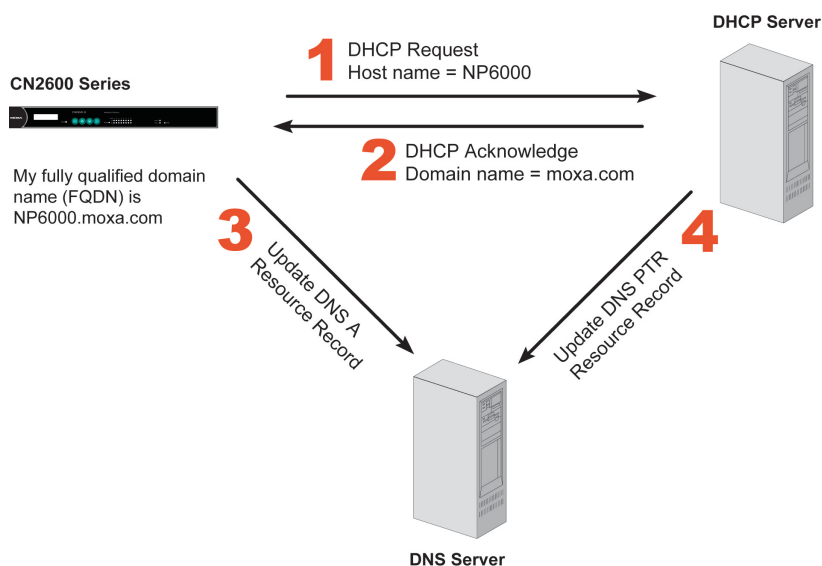 DHCP Server
1
DHCP Request
Host name = NP6000
CN2600 Series
2
DHCP Acknowledge
Domain name = moxa.com
My fully qualified domain
name (FQDN) is
NP6000.moxa.com
3
Update DNS A
Resource Record
4
Update DNS PTR
Resource Record
DNS Server